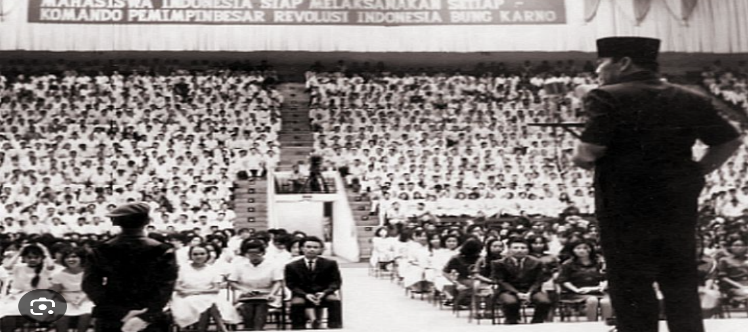 MAHASISWA INDONESIA SIAP MELAKSANAKAN SETIAP -
KOMANDO PEMIMPINBESAR REVOLUSI INDONESIA BUNG KARNO